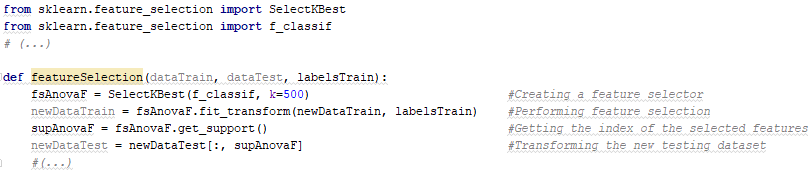 from sklearn.feature_selection import SelectKBest
from sklearn.feature_selection import f_classif
# (...)
def featureSelection(dataTrain, dataTest, labelsTrain):
    fsAnovaF = SelectKBest(f_classif, k=500) #Creating a feature selector
    newDataTrain = fsAnovaF.fit_transform(newDataTrain, labelsTrain) #Performing feature selection
    supAnovaF = fsAnovaF.get_support() #Getting the index of the selected features
    newDataTest = newDataTest[:, supAnovaF] #Transforming the new testing dataset
    #(...)